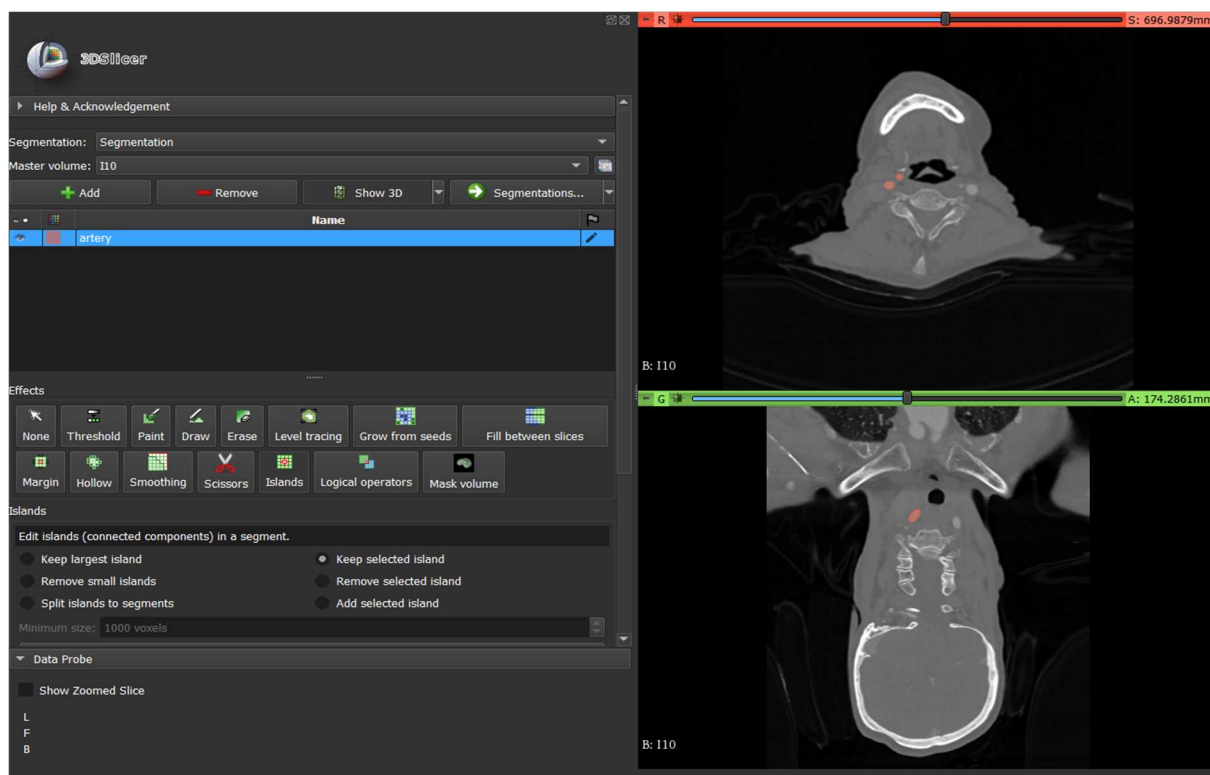 3DSlicer
Help & Acknowledgement
Segmentation: Segmentation
Master volume: I10
Add Remove Show 3D Segmentations...
Name
artery
Effects
None Threshold Paint Draw Erase Level tracing Grow from seeds Fill between slices
Margin Hollow Smoothing Scissors Islands Logical operators Mask volume
Islands
Edit islands (connected components) in a segment.
Keep largest island Keep selected island
Remove small islands Remove selected island
Split islands to segments Add selected island
Minimum size: 1000 voxels
Data Probe
Show Zoomed Slice
L
F
B
R S: 696.9879mm
B: I10
G A: 174.2861mm
B: I10